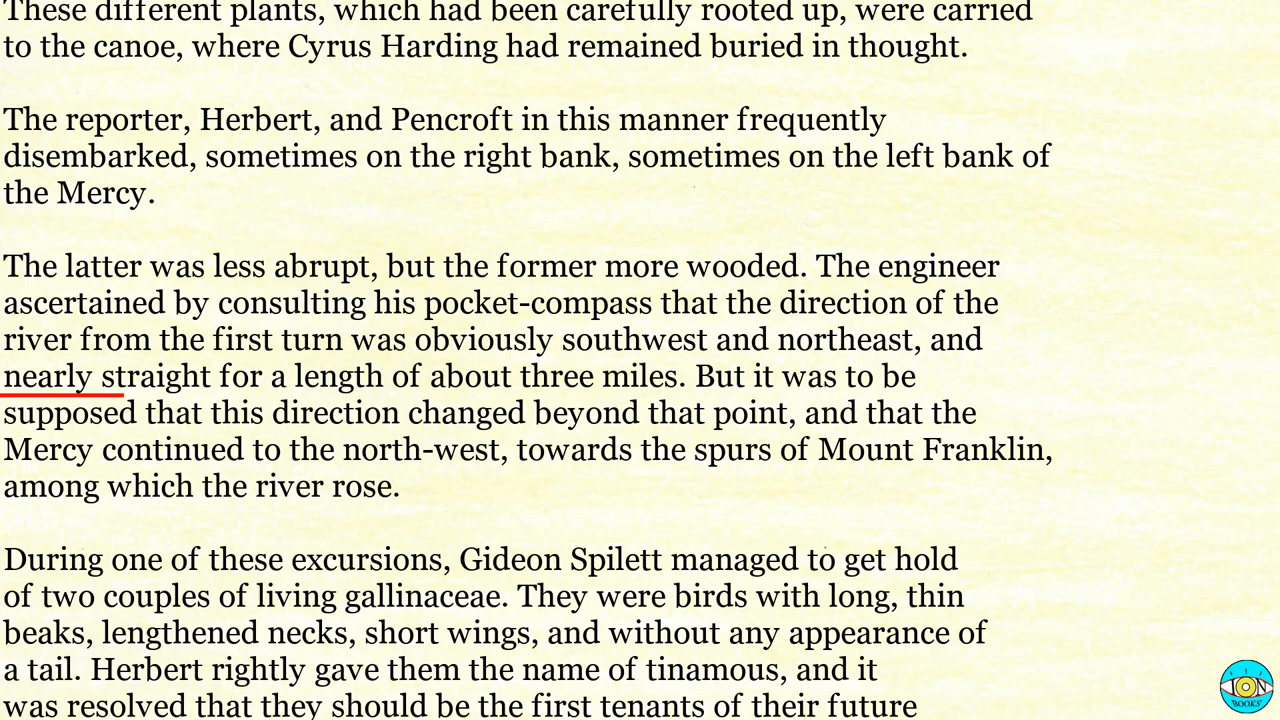 These different plants, which had been carefully rooted up, were carried
to the canoe, where Cyrus Harding had remained buried in thought.
The reporter, Herbert, and Pencroft in this manner frequently
disembarked, sometimes on the right bank, sometimes on the left bank of
the Mercy.
The latter was less abrupt, but the former more wooded. The engineer
ascertained by consulting his pocket-compass that the direction of the
river from the first turn was obviously southwest and northeast, and
nearly straight for a length of about three miles. But it was to be
supposed that this direction changed beyond that point, and that the
Mercy continued to the north-west, towards the spurs of Mount Franklin,
among which the river rose.
During one of these excursions, Gideon Spilett managed to get hold
of two couples of living gallinaceae. They were birds with long, thin
beaks, lengthened necks, short wings, and without any appearance of
a tail. Herbert rightly gave them the name of tinamous, and it
was resolved that they should be the first tenants of their future
ION
BOOKS